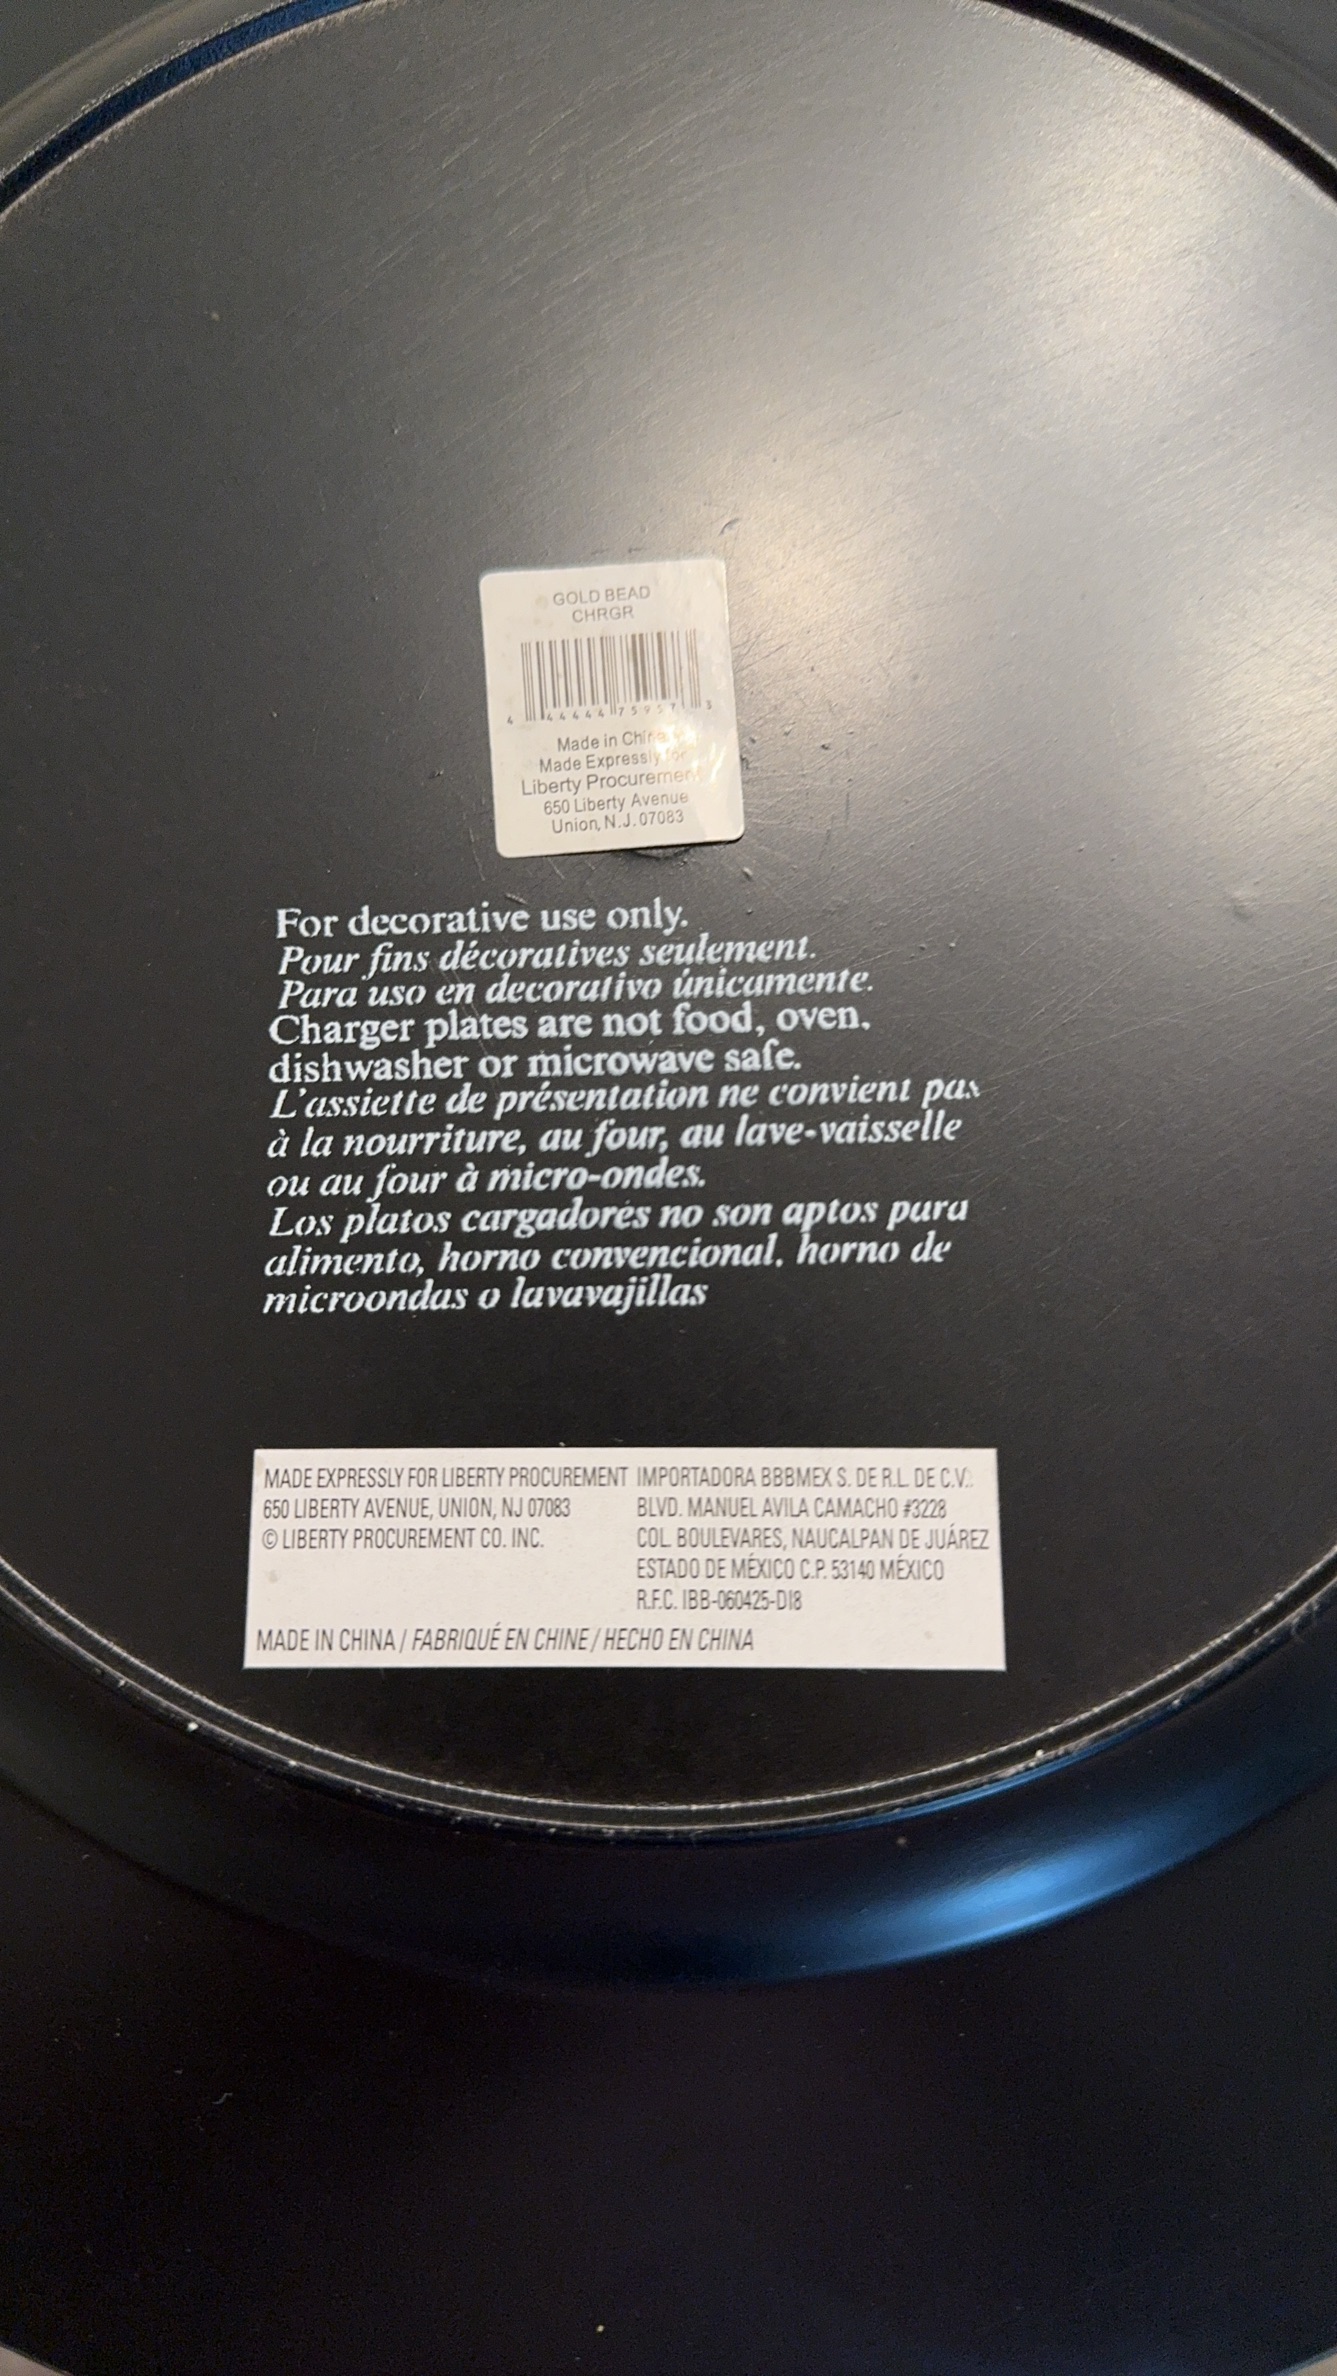 GOLD BEAD
CHRGR
4 44444 75957 3
Made in China
Made Expressly for
Liberty Procurement
650 Liberty Avenue
Union, N.J. 07083
For decorative use only.
Pour fins décoratives seulement.
Para uso en decorativo únicamente.
Charger plates are not food, oven,
dishwasher or microwave safe.
L'assiette de présentation ne convient pas
à la nourriture, au four, au lave-vaisselle
ou au four à micro-ondes.
Los platos cargadores no son aptos para
alimento, horno convencional, horno de
microondas o lavavajillas
MADE EXPRESSLY FOR LIBERTY PROCUREMENT
650 LIBERTY AVENUE, UNION, NJ 07083
© LIBERTY PROCUREMENT CO. INC.
IMPORTADORA BBBMEX S. DE R.L. DE C.V.
BLVD. MANUEL AVILA CAMACHO #3228
COL. BOULEVARES, NAUCALPAN DE JUÁREZ
ESTADO DE MÉXICO C.P. 53140 MÉXICO
R.F.C. IBB-060425-DI8
MADE IN CHINA / FABRIQUÉ EN CHINE / HECHO EN CHINA